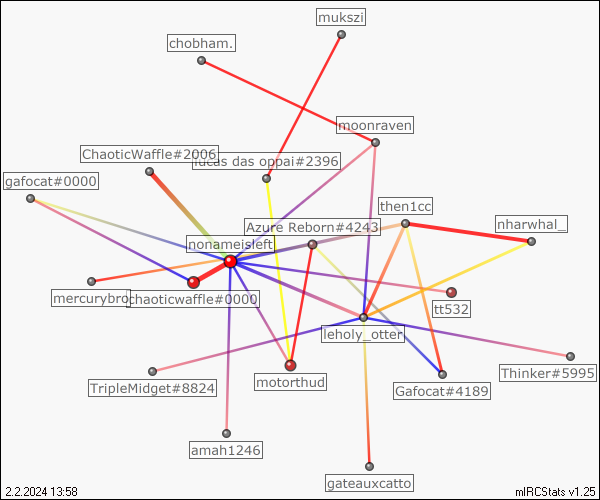 mukszi
chobham.
moonraven
ChaoticWaffle#2006
lucas das oppai#2396
gafocat#0000
then1cc
Azure Reborn#4243
nharwhal_
nonameisleft
mercurybro
chaoticwaffle#0000
tt532
leholy_otter
Thinker#5995
motorthud
TripleMidget#8824
Gafocat#4189
amah1246
gateauxcatto
2.2.2024 13:58
mIRCStats v1.25